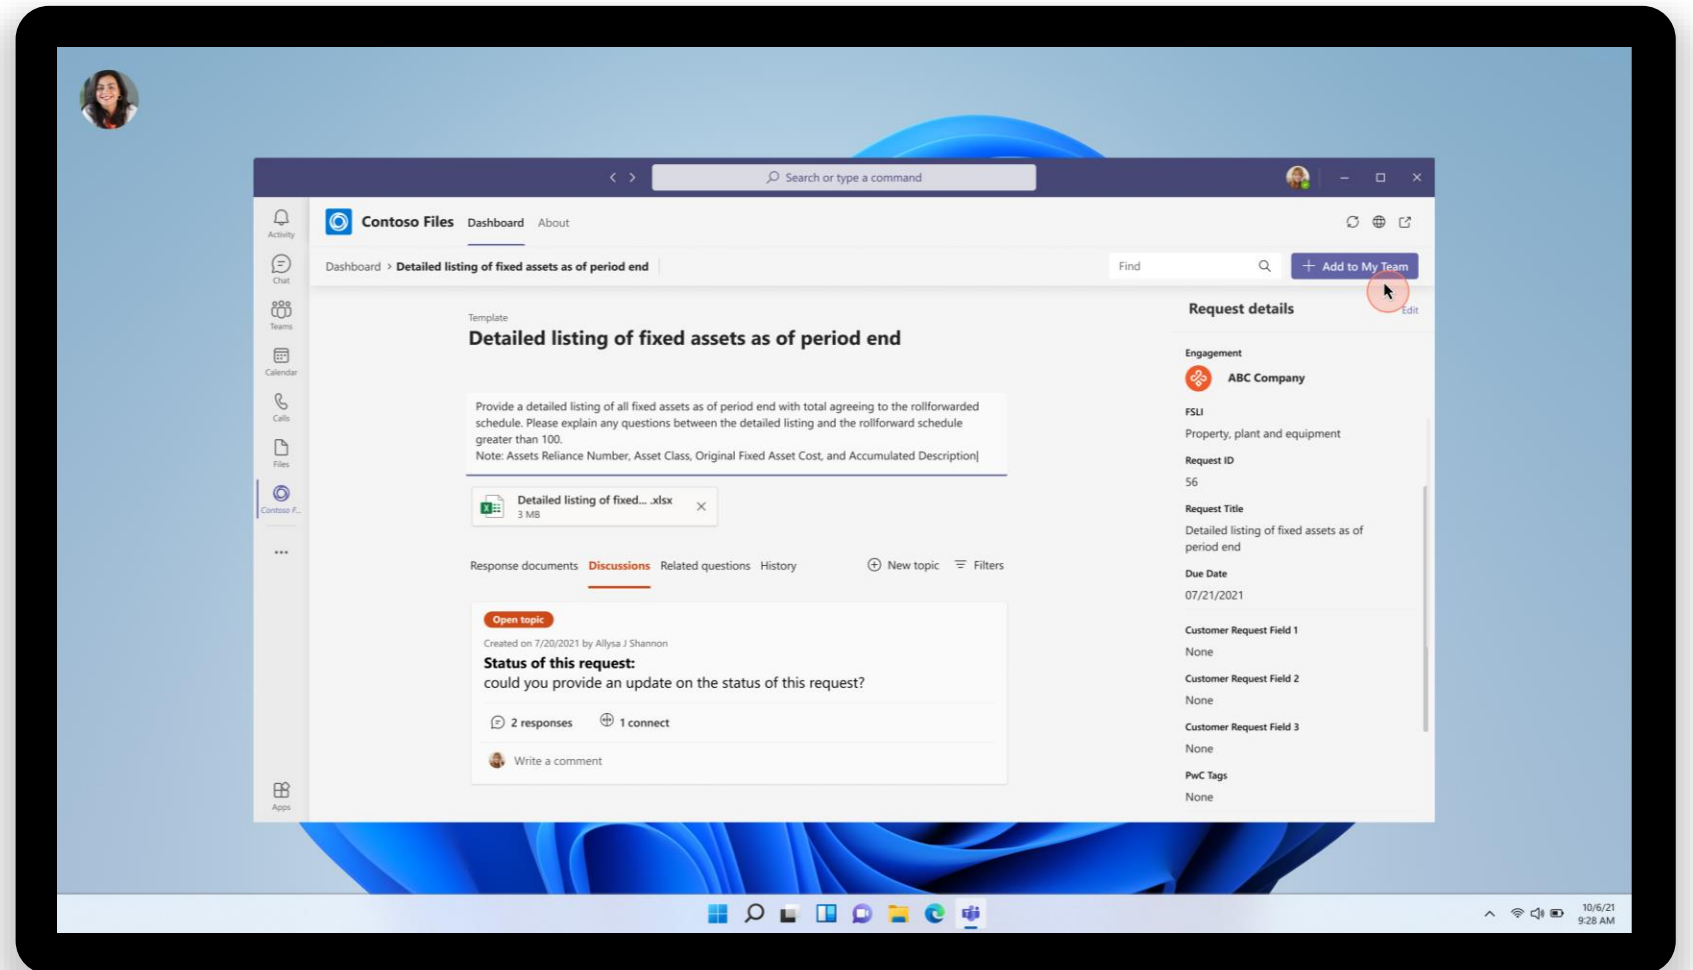 Search or type a command
Activity
Chat
Teams
Calendar
Calls
Files
Contoso F...
Apps
Contoso Files Dashboard About
Dashboard > Detailed listing of fixed assets as of period end
Find
+ Add to My Team
Template
Detailed listing of fixed assets as of period end
Provide a detailed listing of all fixed assets as of period end with total agreeing to the rollforwarded
schedule. Please explain any questions between the detailed listing and the rollforward schedule
greater than 100.
Note: Assets Reliance Number, Asset Class, Original Fixed Asset Cost, and Accumulated Description
Detailed listing of fixed... .xlsx
3 MB
Response documents Discussions Related questions History New topic Filters
Open topic
Created on 7/20/2021 by Allysa J Shannon
Status of this request:
could you provide an update on the status of this request?
2 responses 1 connect
Write a comment
Request details
Edit
Engagement
ABC Company
FSLI
Property, plant and equipment
Request ID
56
Request Title
Detailed listing of fixed assets as of
period end
Due Date
07/21/2021
Customer Request Field 1
None
Customer Request Field 2
None
Customer Request Field 3
None
PwC Tags
None
10/6/21
9:28 AM